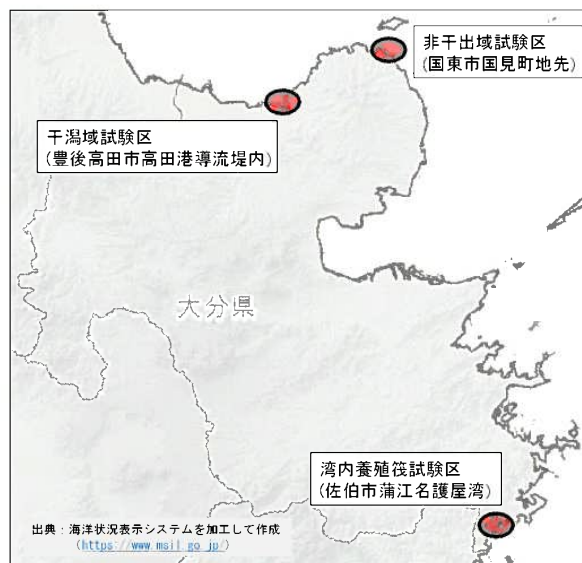 非干出域試験区
(国東市国見町地先)
干潟域試験区
(豊後高田市高田港導流堤内)
大分県
湾内養殖筏試験区
(佐伯市蒲江名護屋湾)
出典：海洋状況表示システムを加工して作成
(https://www.msil.go.jp/)